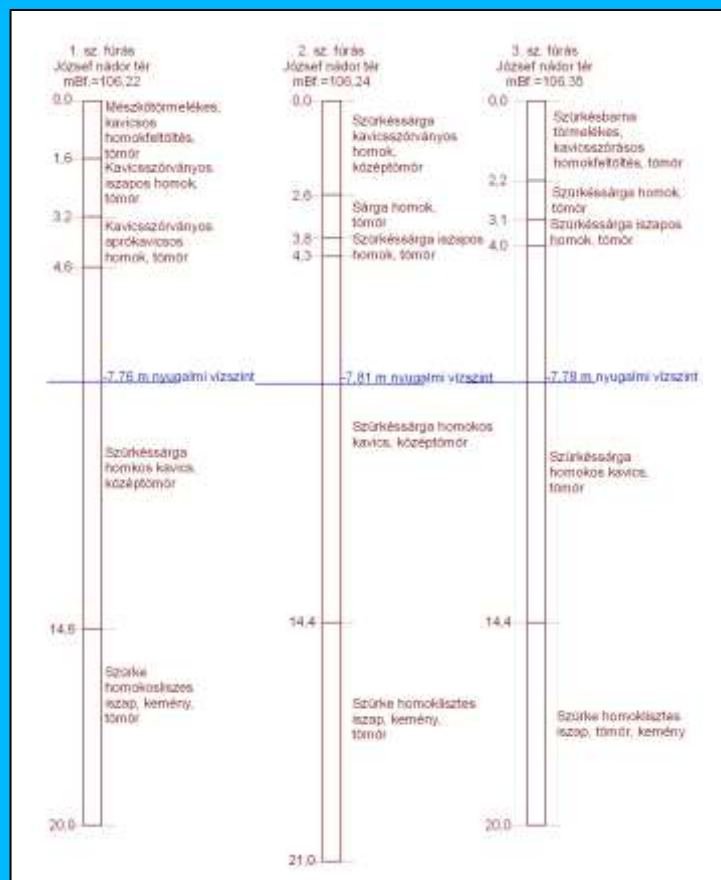 1. sz. fúrás
József nádor tér
mBf.=106,22
0.0
Mészkőtörmelékes,
kavicsos
homokfeltöltés,
tömör
1.6
Kavicsszórványos
iszapos homok,
tömör
3.2
Kavicsszórványos
aprókavicsos
homok, tömör
4.6
-7,76 m nyugalmi vízszint
Szürkéssárga
homkos kavics,
középtömör
14.6
Szürke
homokosliszes
iszap, kemény,
tömör
20.0
2. sz. fúrás
József nádor tér
mBf.=106,24
0.0
Szürkéssárga
kavicsszórványos
homok,
középtömör
2.6
Sárga homok,
tömör
3.8
Szürkéssárga iszapos
homok, tömör
4.3
-7,81 m nyugalmi vízszint
Szürkéssárga homokos
kavics, középtömör
14.4
Szürke homoklisztes
iszap, kemény,
tömör
21.0
3. sz. fúrás
József nádor tér
mBf.=106,35
0.0
Szürkésbarna
törmelékes,
kavicsszórásos
homokfeltöltés, tömör
2.2
Szürkéssárga homok,
tömör
3.1
Szürkéssárga iszapos
homok, tömör
4.0
-7,78 m nyugalmi vízszint
Szürkéssárga
homokos kavics,
tömör
14.4
Szürke homoklisztes
iszap, tömör, kemény
20.0